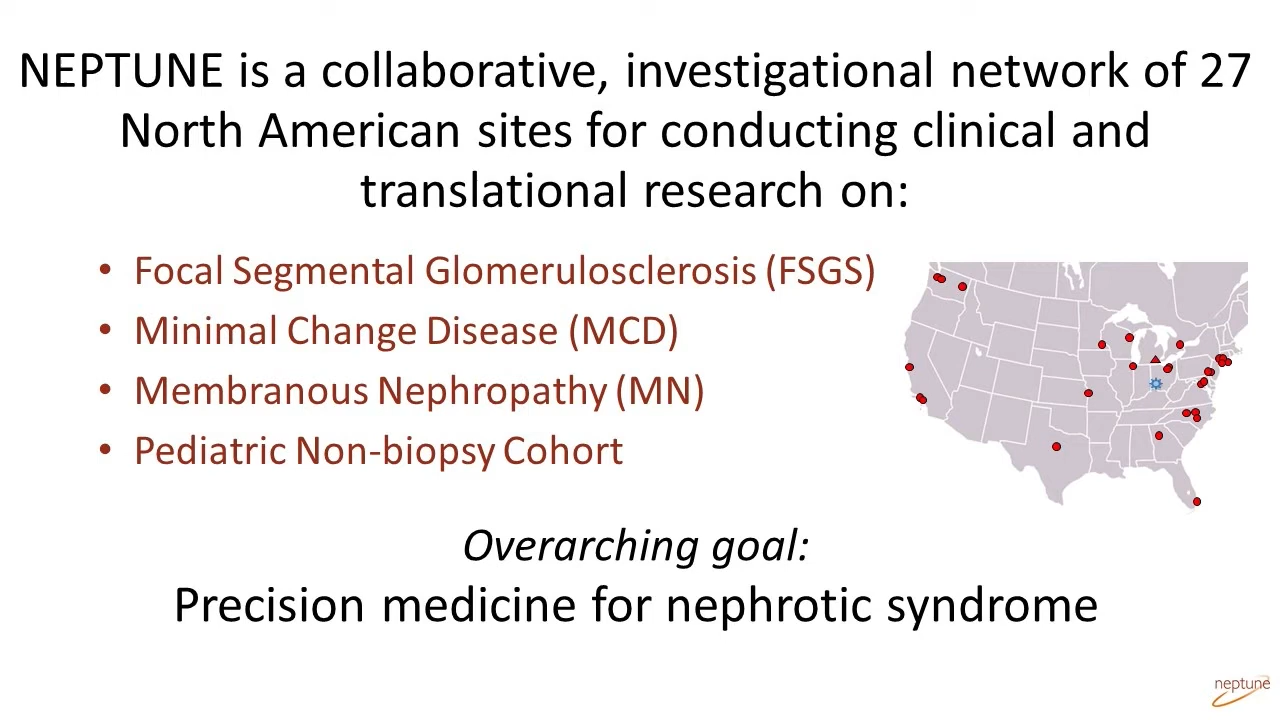 NEPTUNE is a collaborative, investigational network of 27
North American sites for conducting clinical and
translational research on:
• Focal Segmental Glomerulosclerosis (FSGS)
• Minimal Change Disease (MCD)
• Membranous Nephropathy (MN)
• Pediatric Non-biopsy Cohort
Overarching goal:
Precision medicine for nephrotic syndrome
neptune